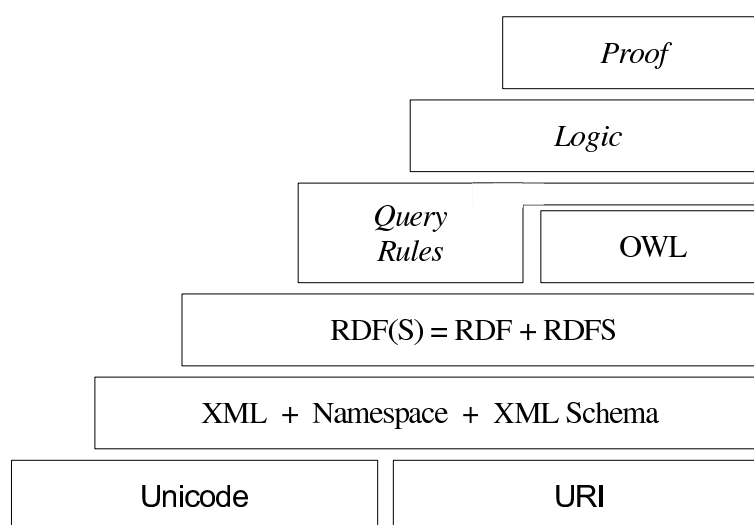 Proof
Logic
Query
Rules
OWL
RDF(S) = RDF + RDFS
XML + Namespace + XML Schema
Unicode
URI